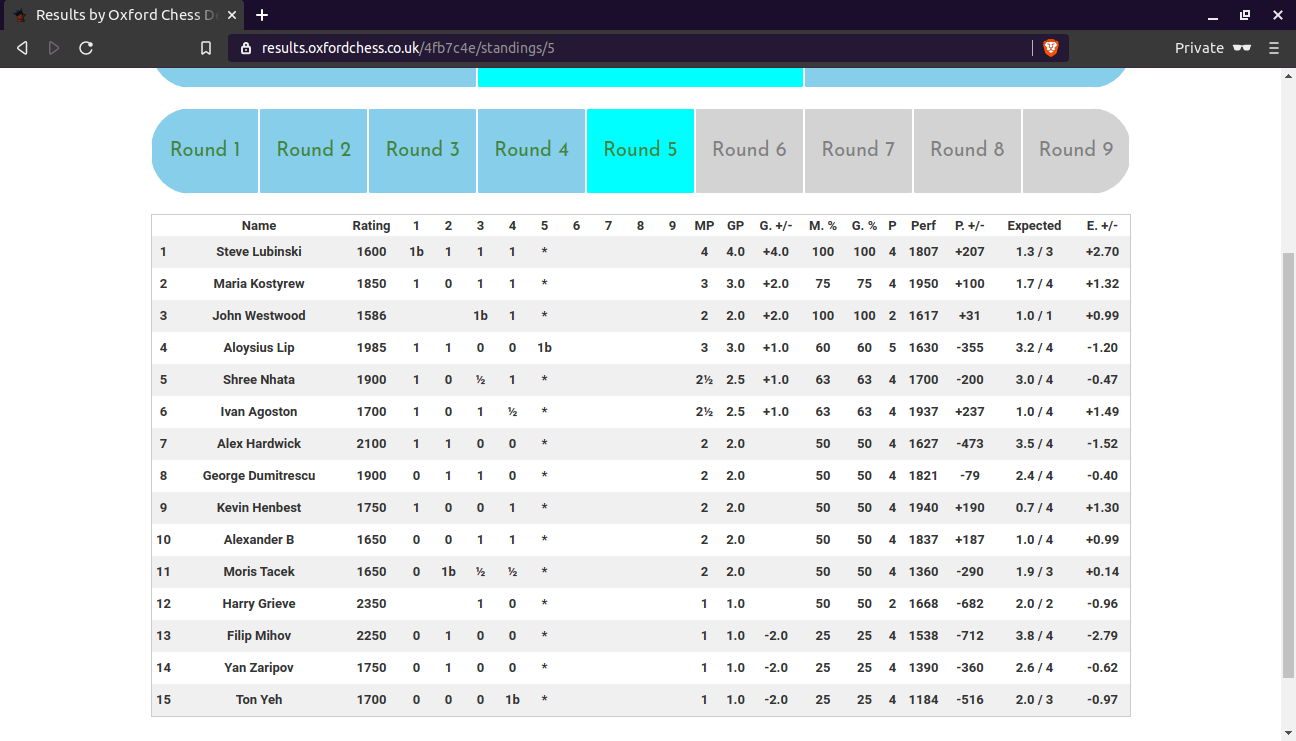 Results by Oxford Chess D
results.oxfordchess.co.uk/4fb7c4e/standings/5
Private
Round 1 Round 2 Round 3 Round 4 Round 5 Round 6 Round 7 Round 8 Round 9
Name Rating 1 2 3 4 5 6 7 8 9 MP GP G. +/- M. % G. % P Perf P. +/- Expected E. +/-
1 Steve Lubinski 1600 1b 1 1 1 * 4 4.0 +4.0 100 100 4 1807 +207 1.3 / 3 +2.70
2 Maria Kostyrew 1850 1 0 1 1 * 3 3.0 +2.0 75 75 4 1950 +100 1.7 / 4 +1.32
3 John Westwood 1586 1b 1 * 2 2.0 +2.0 100 100 2 1617 +31 1.0 / 1 +0.99
4 Aloysius Lip 1985 1 1 0 0 1b 3 3.0 +1.0 60 60 5 1630 -355 3.2 / 4 -1.20
5 Shree Nhata 1900 1 0 ½ 1 * 2½ 2.5 +1.0 63 63 4 1700 -200 3.0 / 4 -0.47
6 Ivan Agoston 1700 1 0 1 ½ * 2½ 2.5 +1.0 63 63 4 1937 +237 1.0 / 4 +1.49
7 Alex Hardwick 2100 1 1 0 0 * 2 2.0 50 50 4 1627 -473 3.5 / 4 -1.52
8 George Dumitrescu 1900 0 1 1 0 * 2 2.0 50 50 4 1821 -79 2.4 / 4 -0.40
9 Kevin Henbest 1750 1 0 0 1 * 2 2.0 50 50 4 1940 +190 0.7 / 4 +1.30
10 Alexander B 1650 0 0 1 1 * 2 2.0 50 50 4 1837 +187 1.0 / 4 +0.99
11 Moris Tacek 1650 0 1b ½ ½ * 2 2.0 50 50 4 1360 -290 1.9 / 3 +0.14
12 Harry Grieve 2350 1 0 * 1 1.0 50 50 2 1668 -682 2.0 / 2 -0.96
13 Filip Mihov 2250 0 1 0 0 * 1 1.0 -2.0 25 25 4 1538 -712 3.8 / 4 -2.79
14 Yan Zaripov 1750 0 1 0 0 * 1 1.0 -2.0 25 25 4 1390 -360 2.6 / 4 -0.62
15 Ton Yeh 1700 0 0 0 1b * 1 1.0 -2.0 25 25 4 1184 -516 2.0 / 3 -0.97